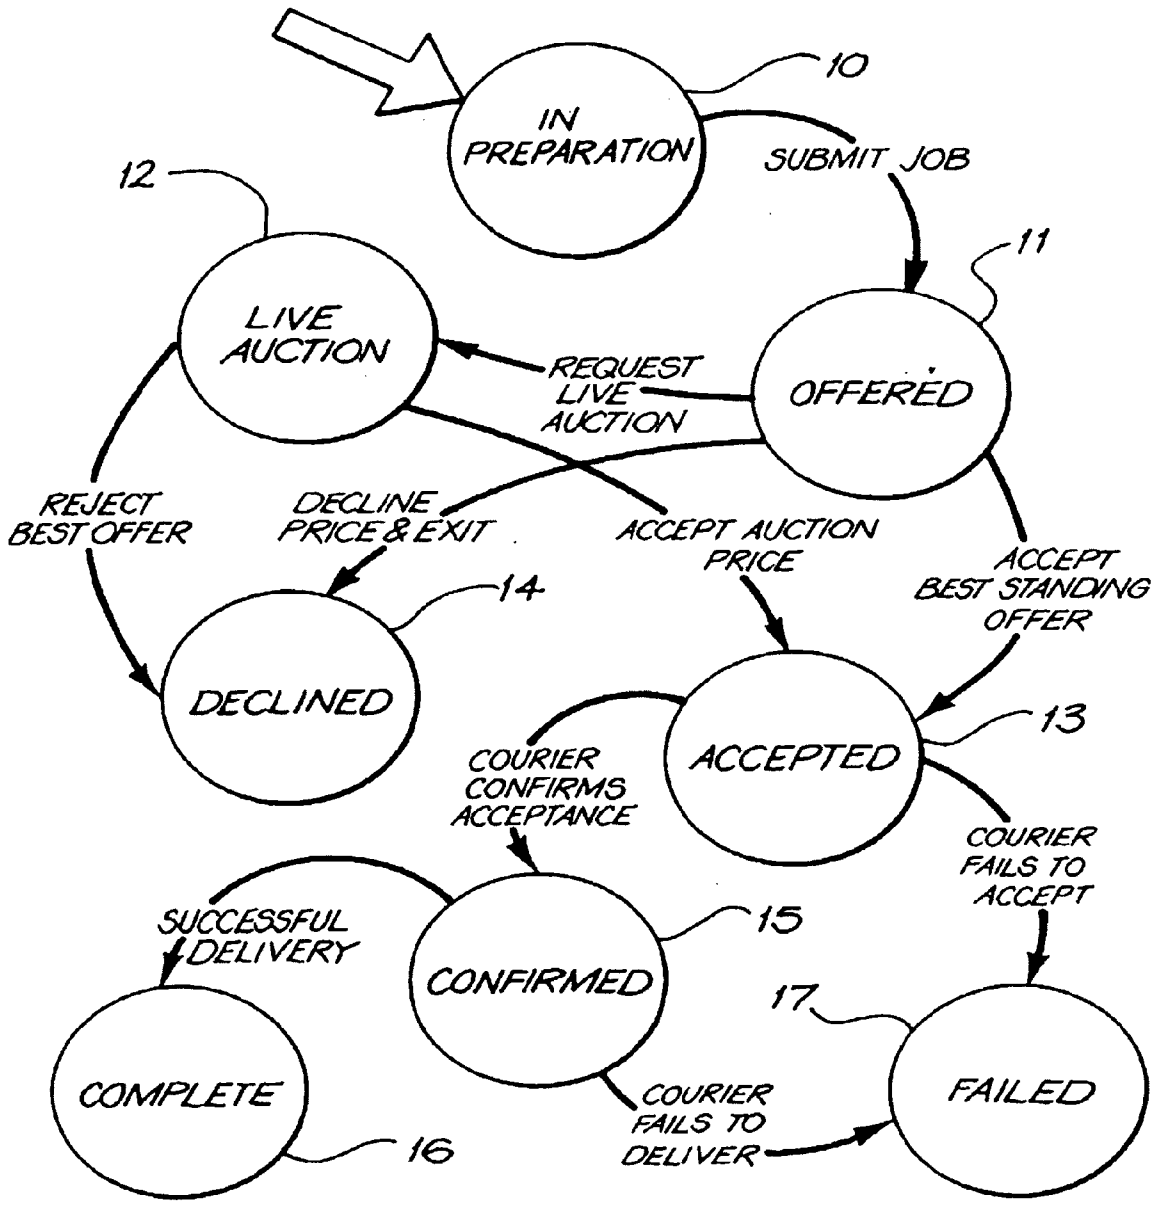 10
IN
PREPARATION
SUBMIT JOB
12
11
LIVE
AUCTION
REQUEST
LIVE
AUCTION
OFFERED
REJECT
BEST OFFER
DECLINE
PRICE & EXIT
ACCEPT AUCTION
PRICE
ACCEPT
BEST STANDING
OFFER
14
DECLINED
13
ACCEPTED
COURIER
CONFIRMS
ACCEPTANCE
COURIER
FAILS TO
ACCEPT
SUCCESSFUL
DELIVERY
15
CONFIRMED
17
COMPLETE
FAILED
COURIER
FAILS TO
DELIVER
16